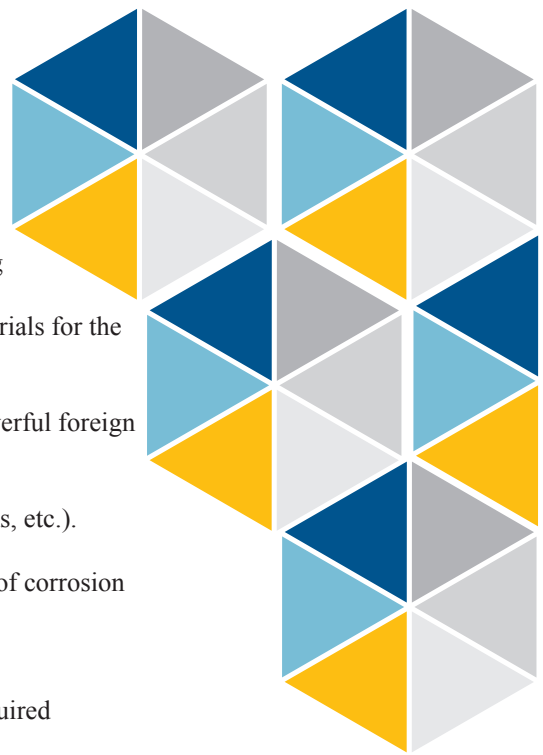 rials for the
erful foreign
s, etc.).
of corrosion
uired